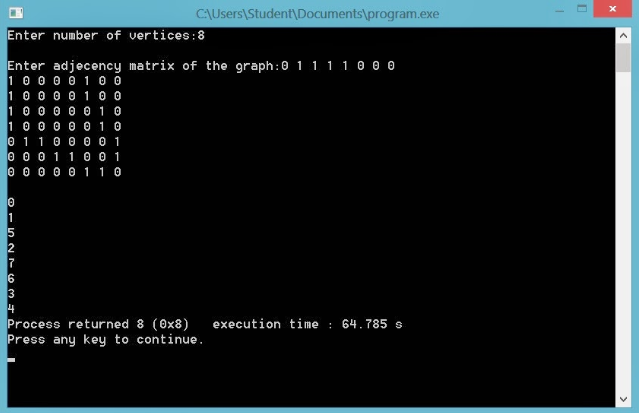 C:\Users\Student\Documents\program.exe
Enter number of vertices:8
Enter adjecency matrix of the graph:0 1 1 1 1 0 0 0
1 0 0 0 0 1 0 0
1 0 0 0 0 1 0 0
1 0 0 0 0 0 1 0
1 0 0 0 0 0 1 0
0 1 1 0 0 0 0 1
0 0 0 1 1 0 0 1
0 0 0 0 0 1 1 0
0
1
5
2
7
6
3
4
Process returned 8 (0x8)   execution time : 64.785 s
Press any key to continue.